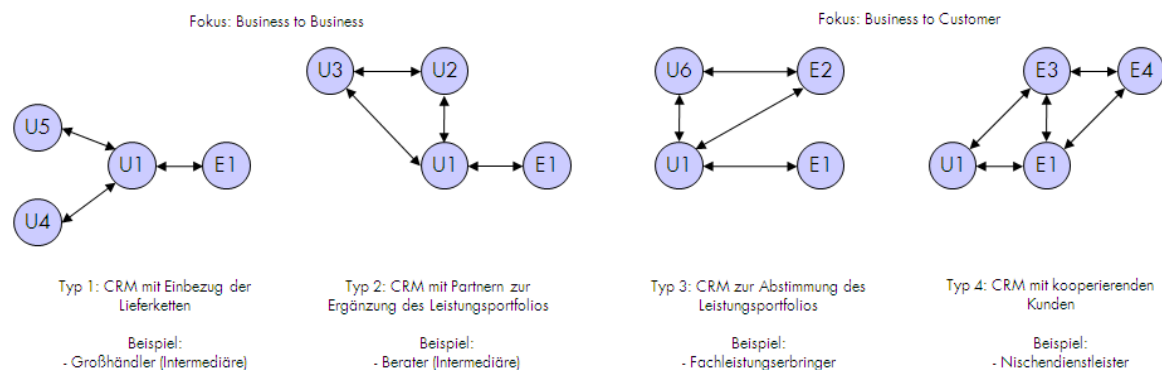 Fokus: Business to Business
Fokus: Business to Customer
U3
U2
U5
U1
E1
U4
U1
E1
U6
E2
U1
E1
E3
E4
U1
E1
Typ 1: CRM mit Einbezug der
Lieferketten
Beispiel:
- Großhändler (Intermediäre)
Typ 2: CRM mit Partnern zur
Ergänzung des Leistungsportfolios
Beispiel:
- Berater (Intermediäre)
Typ 3: CRM zur Abstimmung des
Leistungsportfolios
Beispiel:
- Fachleistungserbringer
Typ 4: CRM mit kooperierenden
Kunden
Beispiel:
- Nischendienstleister